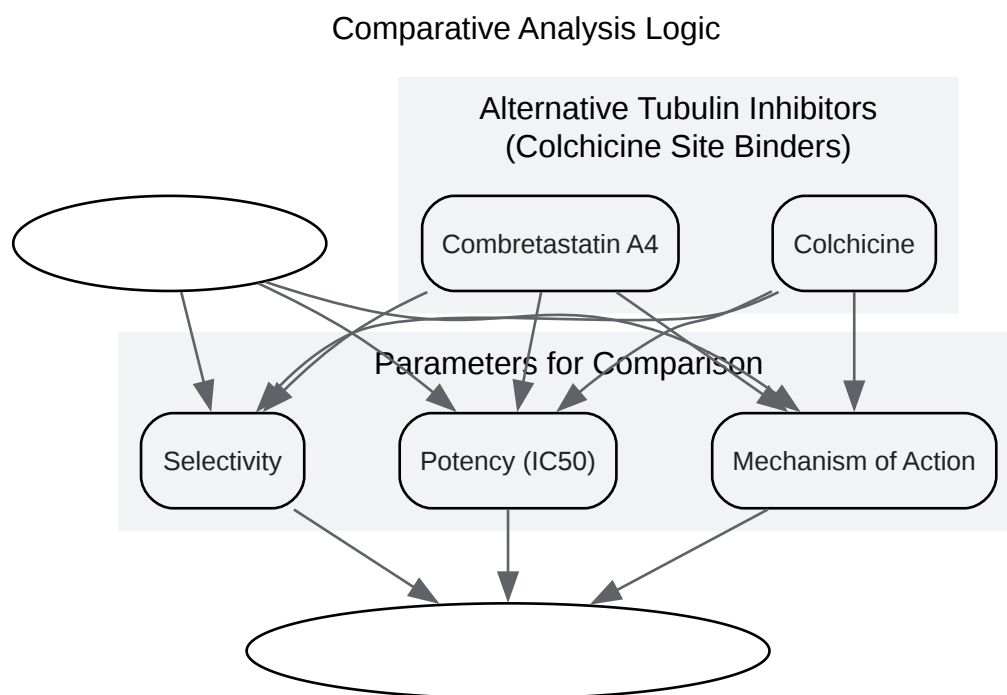 Comparative Analysis Logic
Alternative Tubulin Inhibitors
(Colchicine Site Binders)
Combretastatin A4
Colchicine
Parameters for Comparison
Selectivity
Potency (IC50)
Mechanism of Action